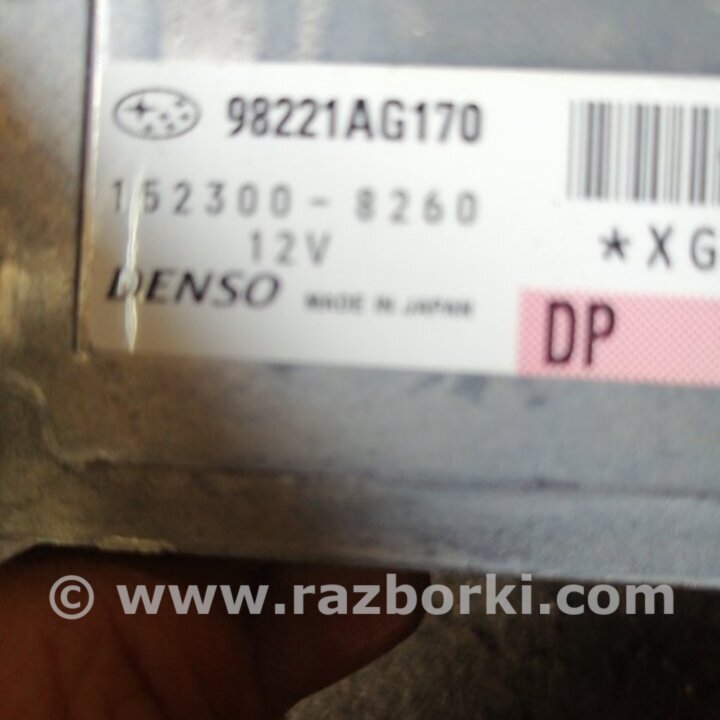 98221AG170
152300-8260
12V
*XG
DENSO MADE IN JAPAN
DP
© www.razborki.com